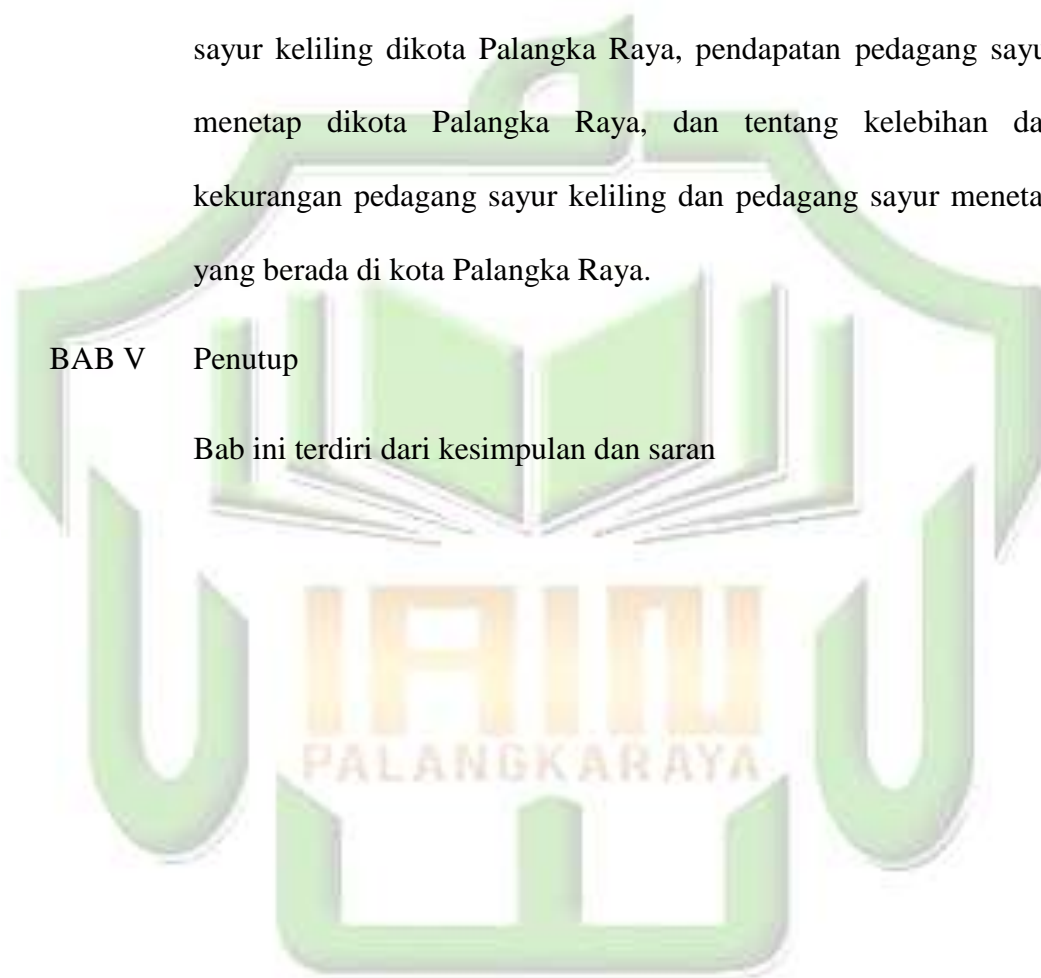 sayur keliling dikota Palangka Raya, pendapatan pedagang sayu
menetap dikota Palangka Raya, dan tentang kelebihan da
kekurangan pedagang sayur keliling dan pedagang sayur meneta
yang berada di kota Palangka Raya.
BAB V Penutup
Bab ini terdiri dari kesimpulan dan saran
IAIN
PALANGKARAYA